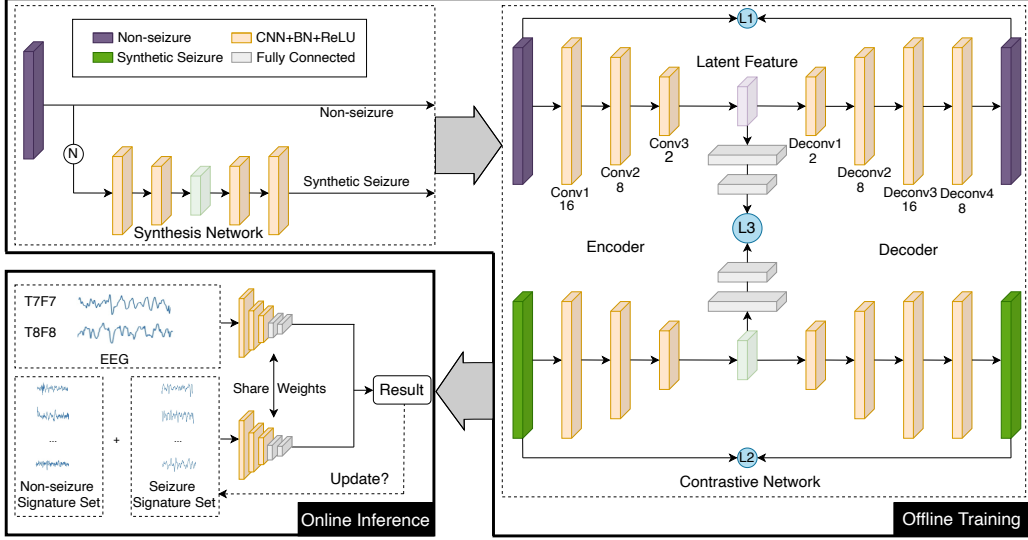 Non-seizure
CNN+BN+ReLU
Synthetic Seizure
Fully Connected
Non-seizure
N
Synthetic Seizure
Synthesis Network
L1
Latent Feature
Conv1
16
Conv2
8
Conv3
2
Deconv1
2
Deconv2
8
Deconv3
16
Deconv4
8
L3
Encoder
Decoder
L2
Contrastive Network
Offline Training
T7F7
T8F8
EEG
Share Weights
Result
...
+
...
Update?
Non-seizure
Signature Set
Seizure
Signature Set
Online Inference